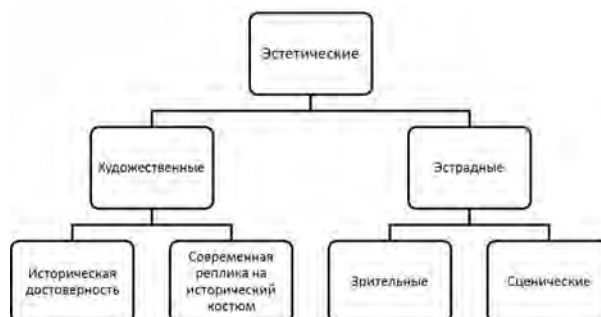 Эстетические
Художественные
Эстрадные
Историческая
достоверность
Современная
реплика на
исторический
костюм
Зрительные
Сценические